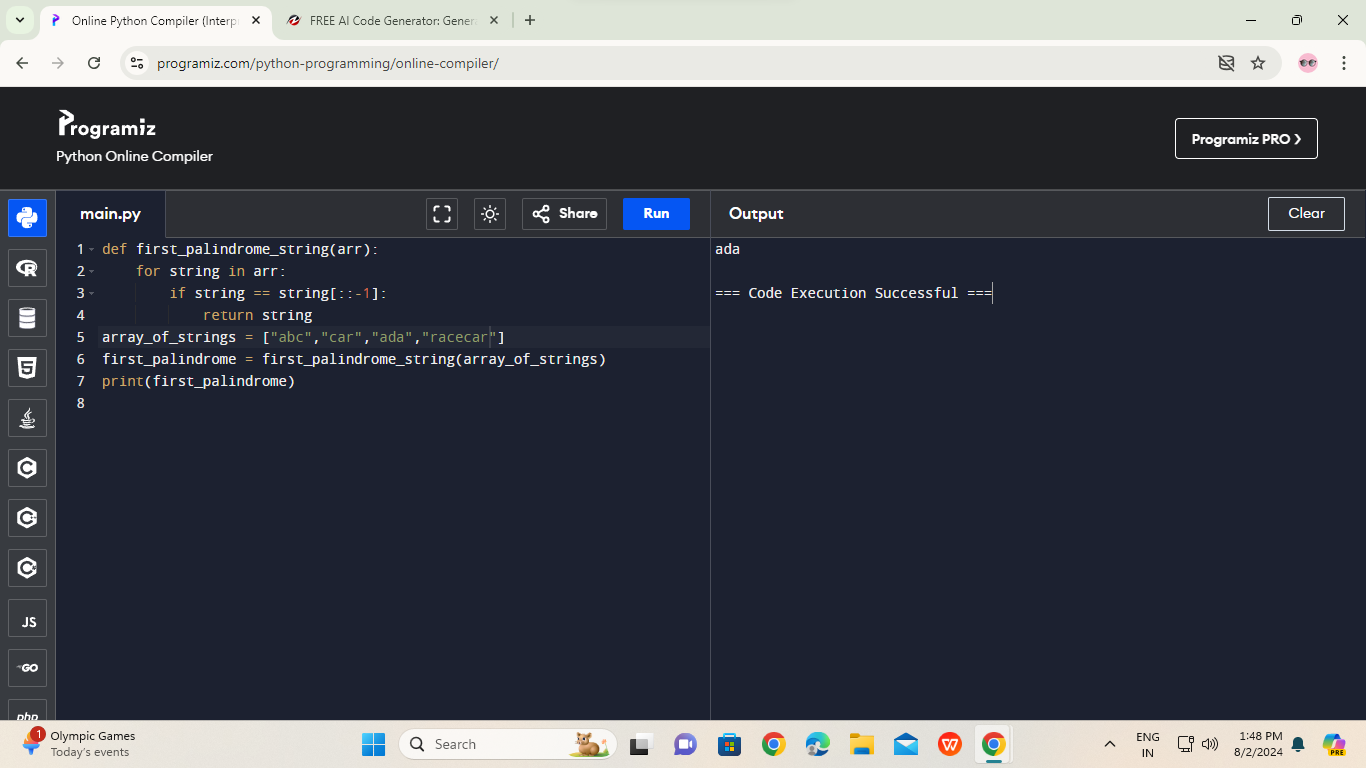 Online Python Compiler (Interp
FREE AI Code Generator: Gener
programiz.com/python-programming/online-compiler/
Programiz
Python Online Compiler
Programiz PRO ❯
main.py
Share
Run
Output
Clear
1 def first_palindrome_string(arr):
2     for string in arr:
3         if string == string[::-1]:
4             return string
5 array_of_strings = ["abc","car","ada","racecar"]
6 first_palindrome = first_palindrome_string(array_of_strings)
7 print(first_palindrome)
8
ada
=== Code Execution Successful ===
R
5
C
C
C
JS
GO
php
1
Olympic Games
Today's events
Search
W
ENG
IN
1:48 PM
8/2/2024
PRE